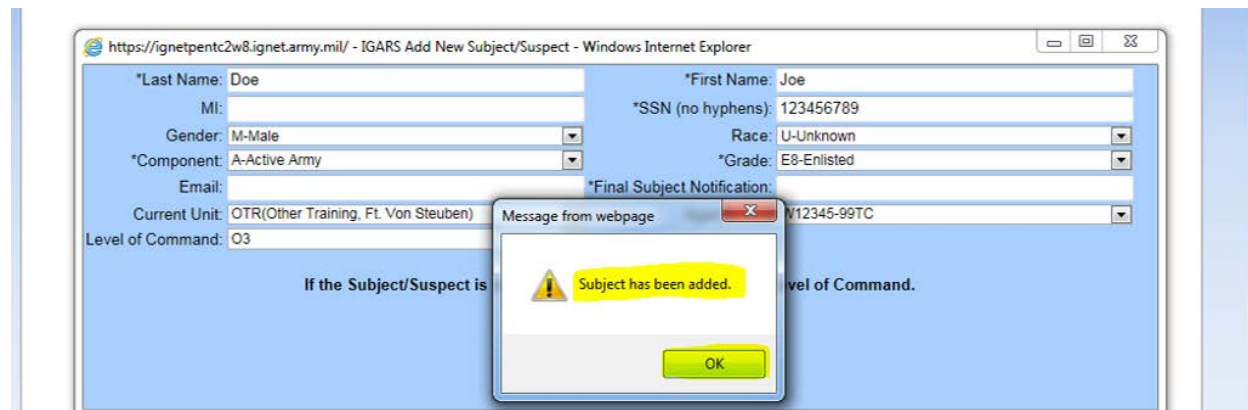 https://ignetpentc2w8.ignet.army.mil/ - IGARS Add New Subject/Suspect - Windows Internet Explorer
*Last Name: Doe *First Name: Joe
MI: *SSN (no hyphens): 123456789
Gender: M-Male Race: U-Unknown
*Component: A-Active Army *Grade: E8-Enlisted
Email: *Final Subject Notification:
Current Unit: OTR(Other Training, Ft. Von Steuben) W12345-99TC
Level of Command: O3
Message from webpage
If the Subject/Suspect is vel of Command.
Subject has been added.
OK